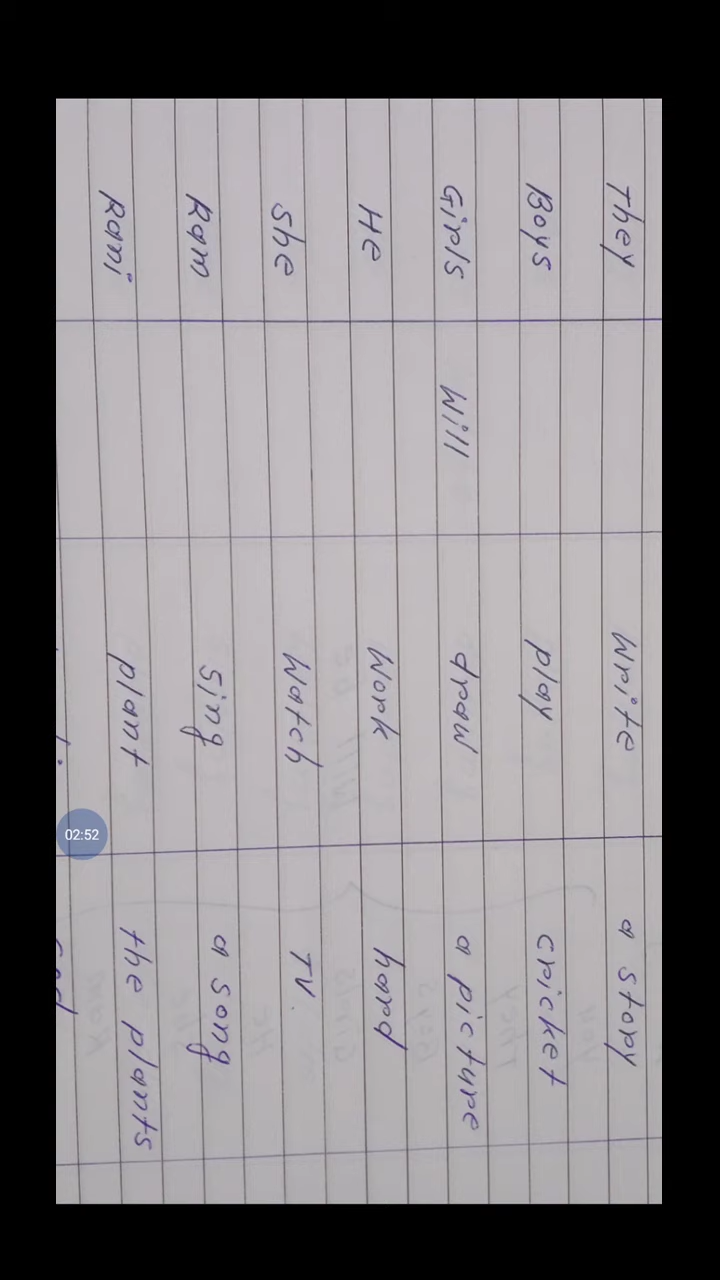 They write a story
Boys play cricket
Girls will draw a picture
He work hard
She watch TV.
Ram sing a song
Rani plant the plants
02:52